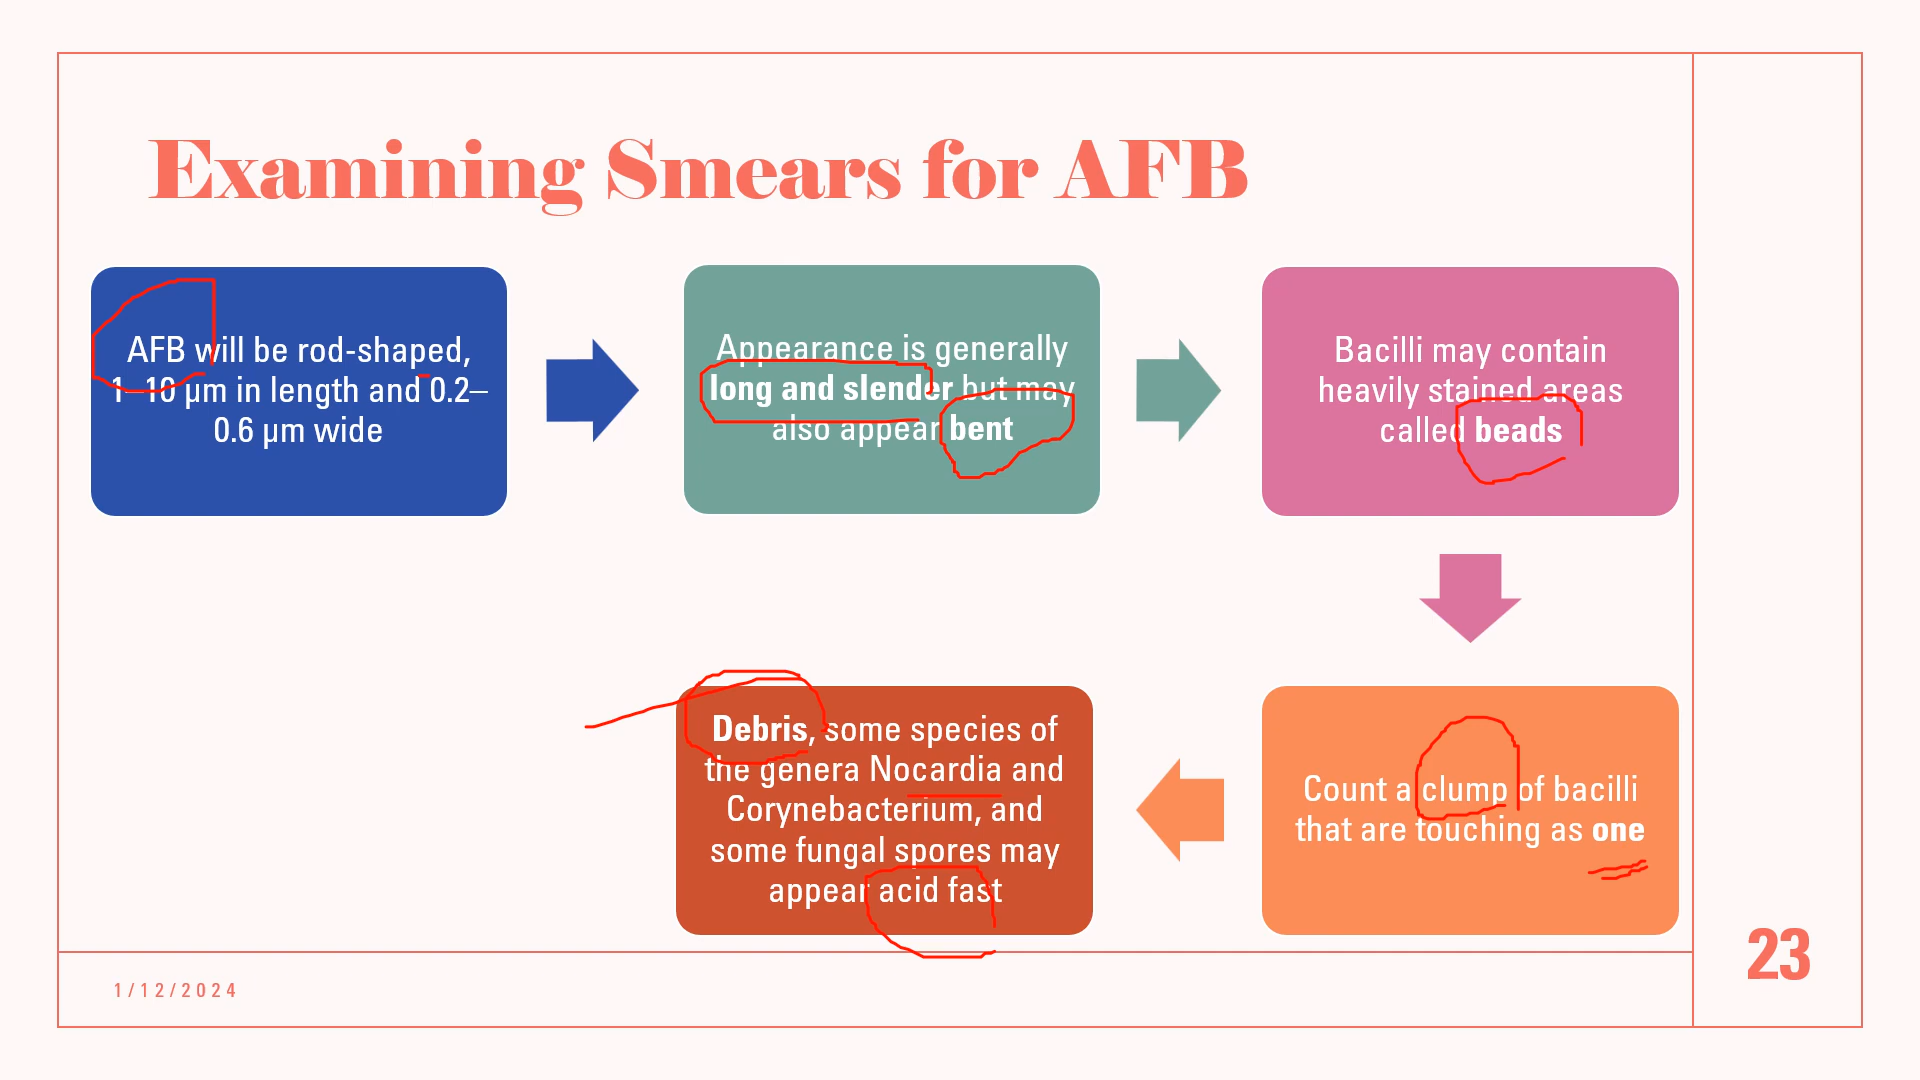 Examining Smears for AFB
AFB will be rod-shaped,
1–10 µm in length and 0.2–
0.6 µm wide
Appearance is generally
long and slender but may
also appear bent
Bacilli may contain
heavily stained areas
called beads
Count a clump of bacilli
that are touching as one
Debris, some species of
the genera Nocardia and
Corynebacterium, and
some fungal spores may
appear acid fast
1/12/2024
23